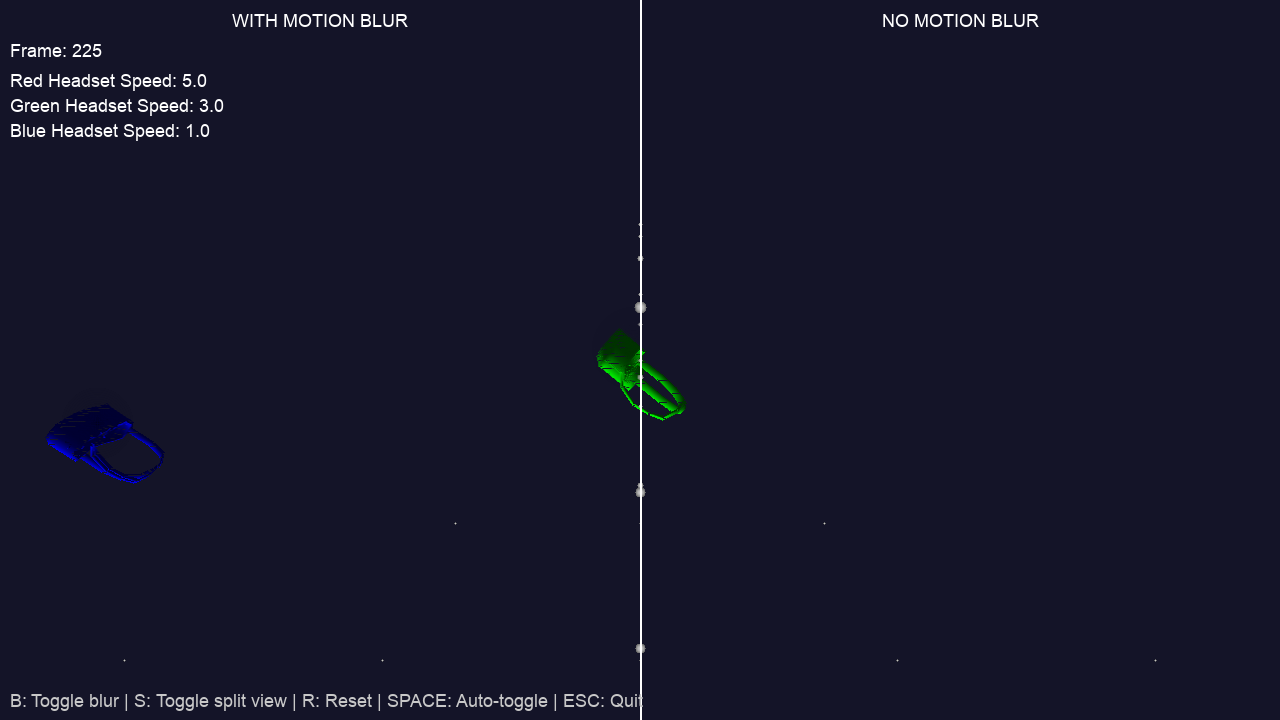 WITH MOTION BLUR
NO MOTION BLUR
Frame: 225
Red Headset Speed: 5.0
Green Headset Speed: 3.0
Blue Headset Speed: 1.0
B: Toggle blur | S: Toggle split view | R: Reset | SPACE: Auto-toggle | ESC: Quit